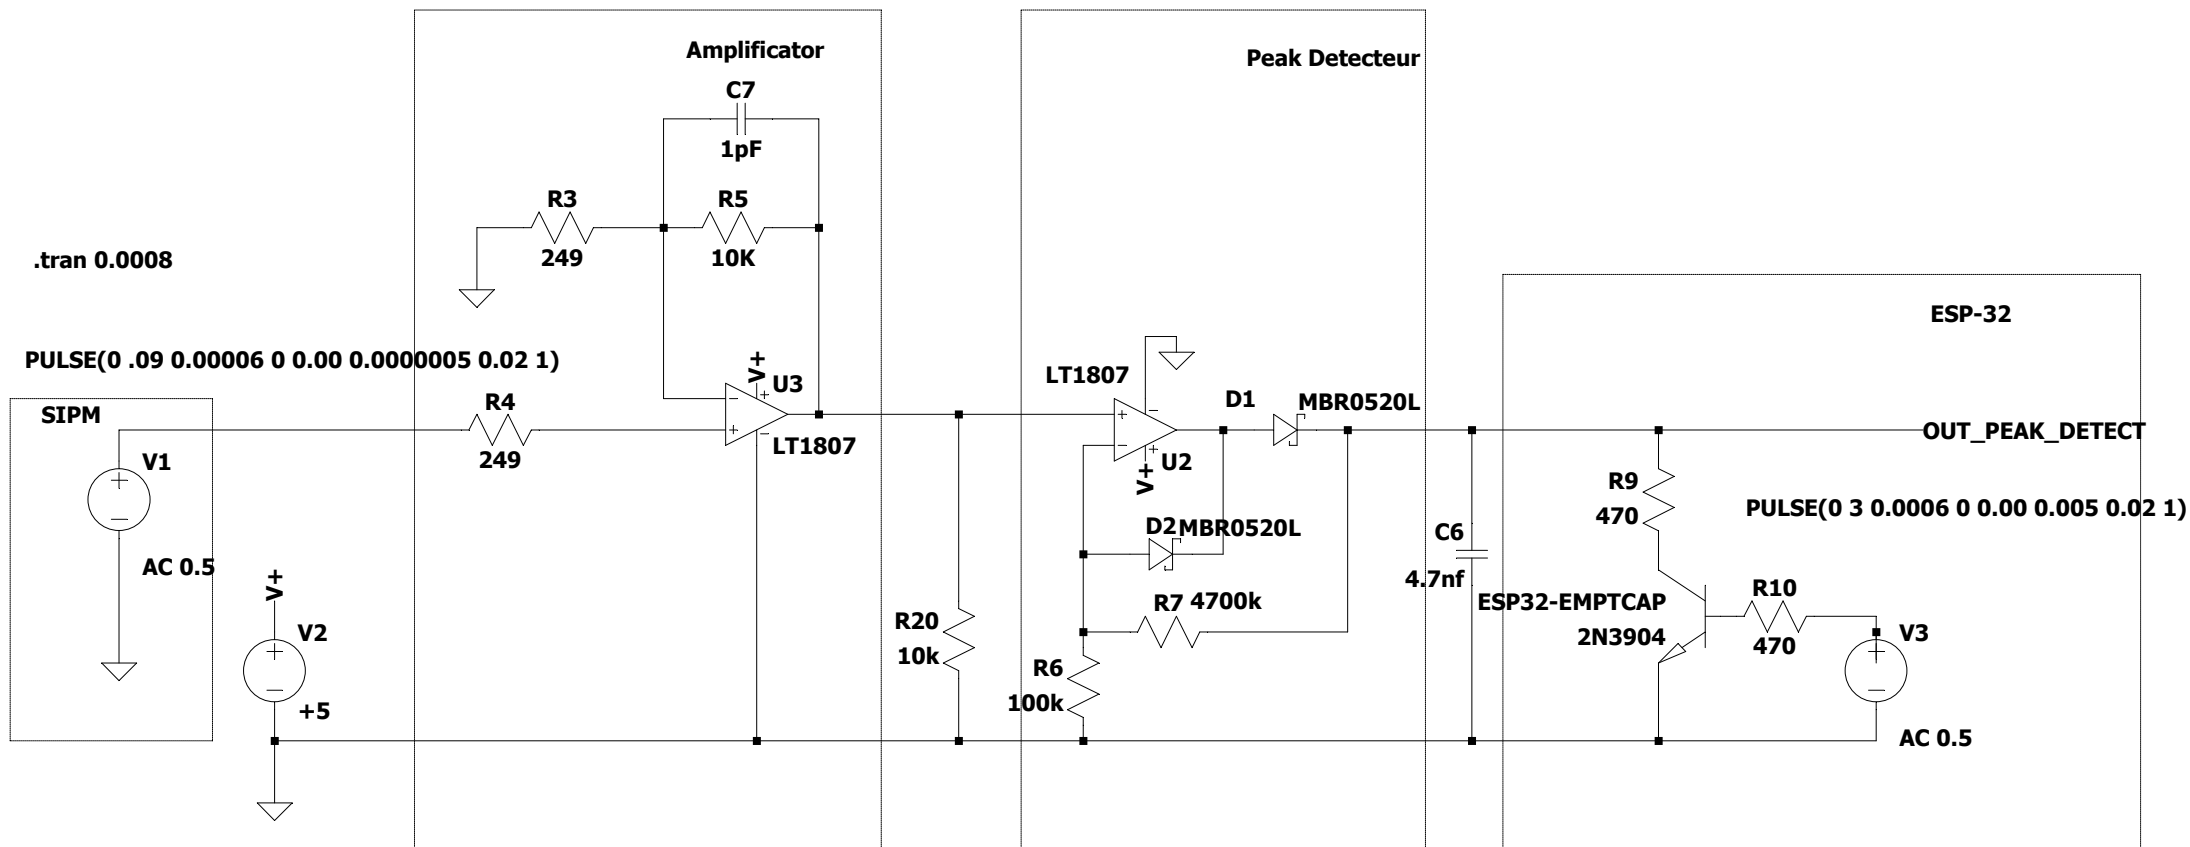 Amplificator
Peak Detecteur
C7
1pF
R3
249
R5
10K
.tran 0.0008
ESP-32
PULSE(0 .09 0.00006 0 0.00 0.0000005 0.02 1)
V+
U3
LT1807
SIPM
R4
249
LT1807
D1
MBR0520L
OUT_PEAK_DETECT
V1
U2
V+
R9
470
PULSE(0 3 0.0006 0 0.00 0.005 0.02 1)
D2
MBR0520L
C6
4.7nf
AC 0.5
V+
R7
4700k
ESP32-EMPTCAP
2N3904
R10
470
V3
R20
10k
V2
+5
R6
100k
AC 0.5